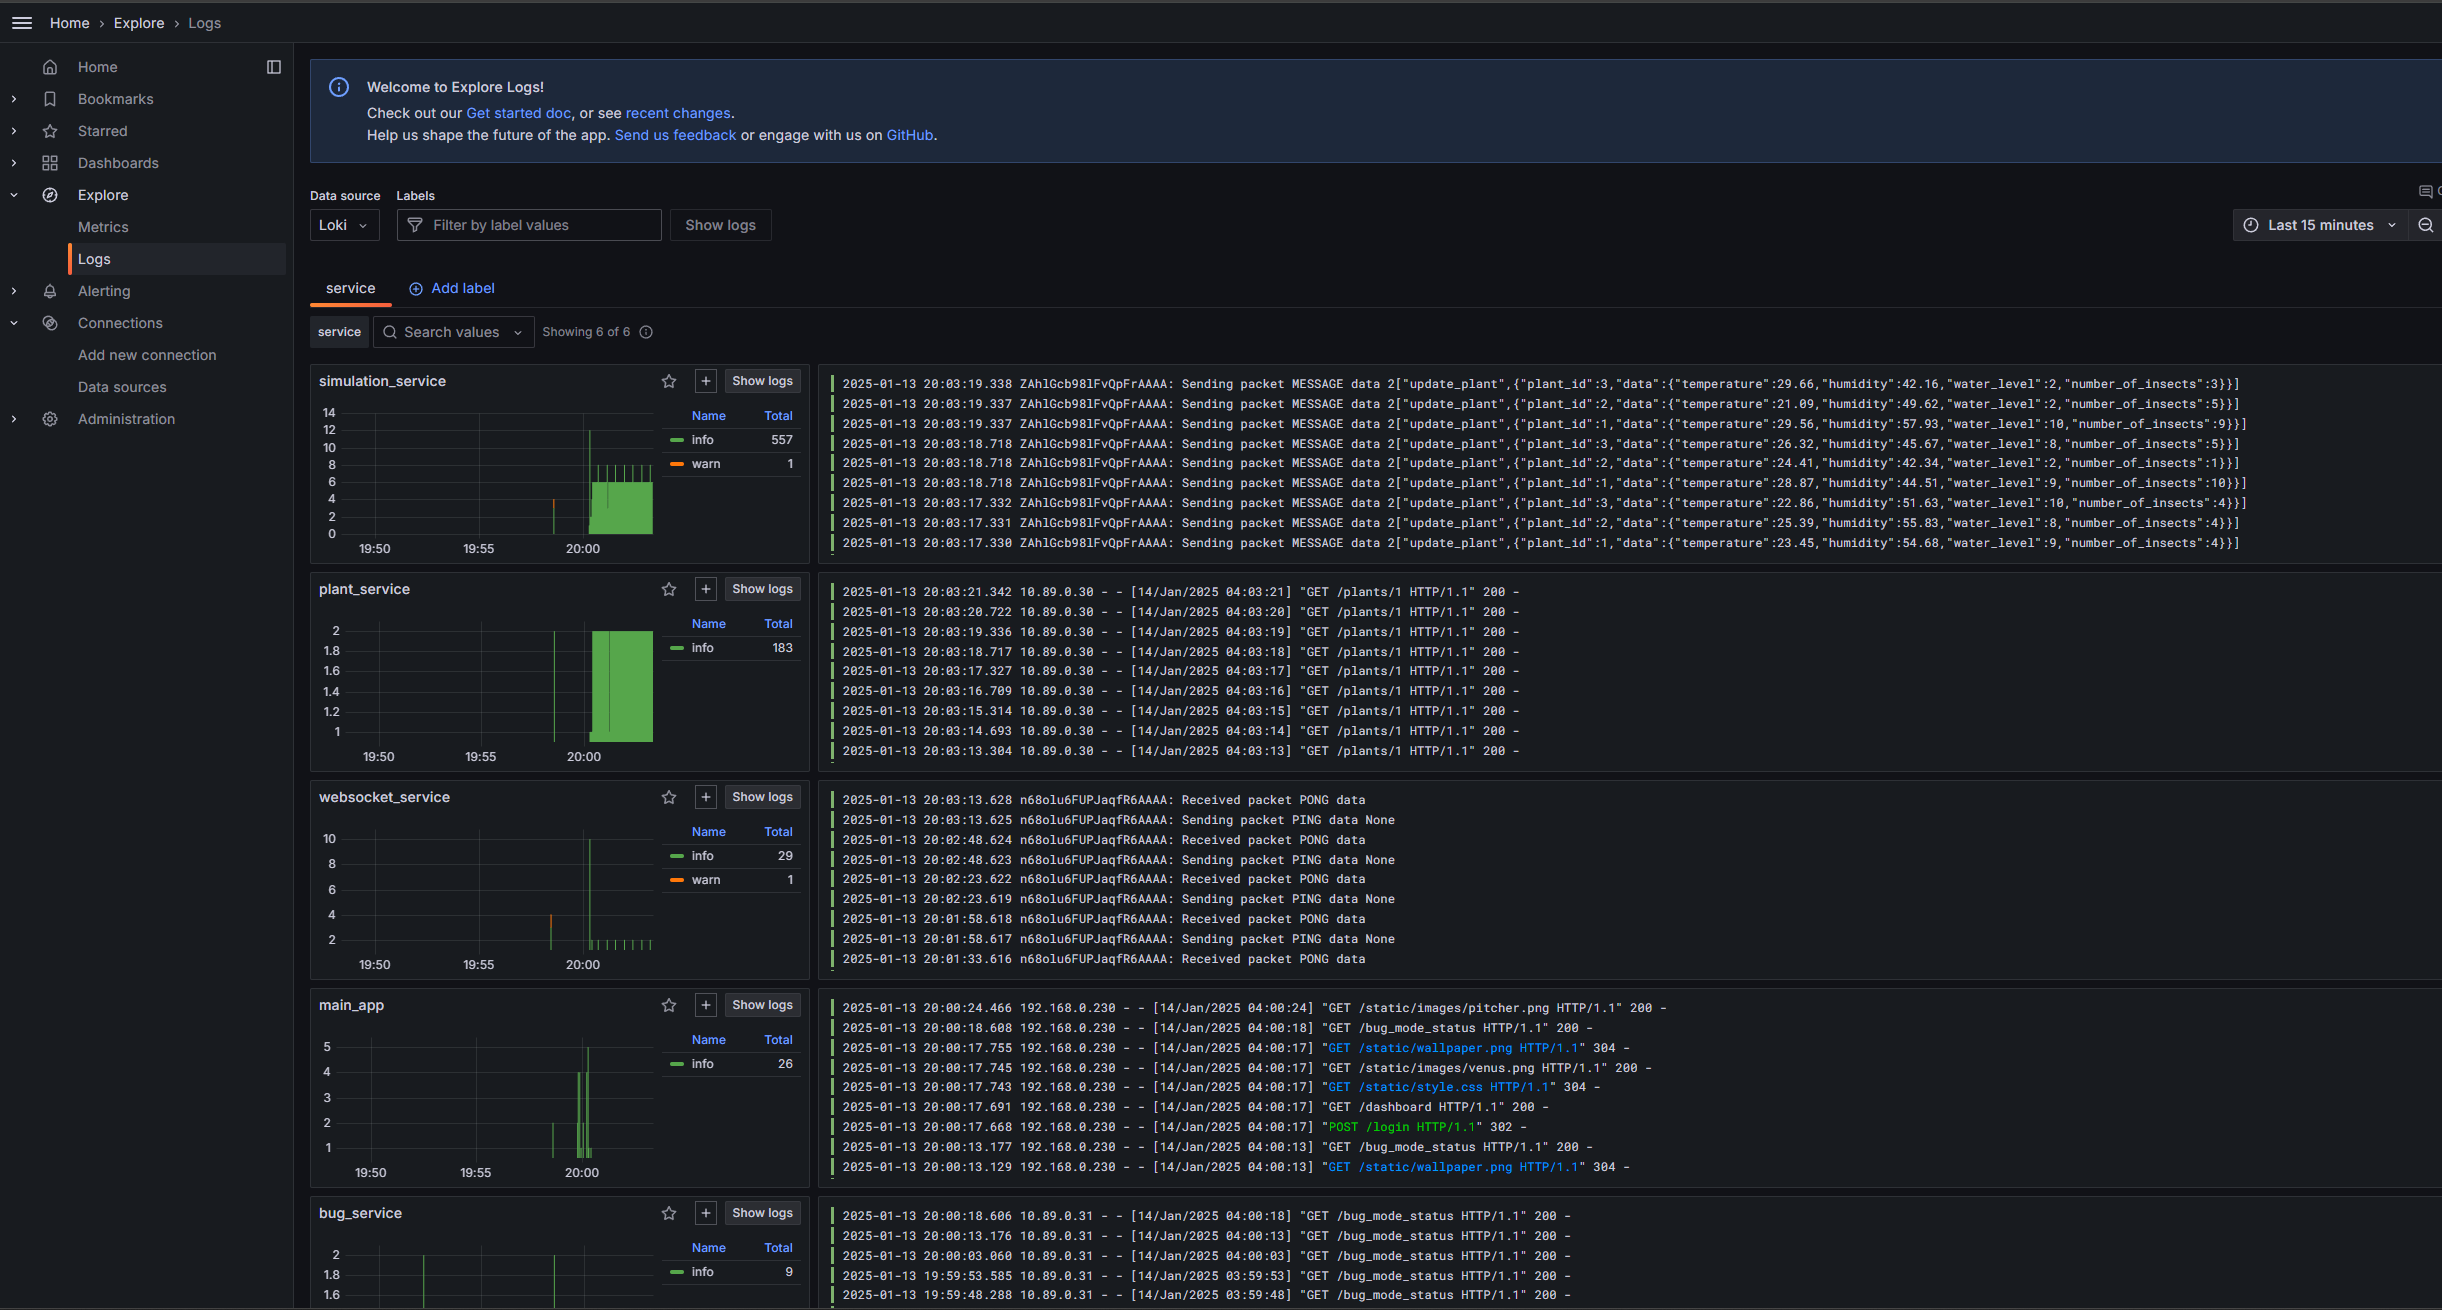 Home › Explore › Logs
Home
Bookmarks
Starred
Dashboards
Explore
Metrics
Logs
Alerting
Connections
Add new connection
Data sources
Administration
Welcome to Explore Logs!
Check out our Get started doc, or see recent changes.
Help us shape the future of the app. Send us feedback or engage with us on GitHub.
Data source Labels
Loki Filter by label values Show logs
Last 15 minutes
service Add label
service Search values Showing 6 of 6
simulation_service Show logs
Name Total
info 557
warn 1
14
12
10
8
6
4
2
0
19:50 19:55 20:00
2025-01-13 20:03:19.338 ZAhlGcb98lFvQpFrAAAA: Sending packet MESSAGE data 2["update_plant",{"plant_id":3,"data":{"temperature":29.66,"humidity":42.16,"water_level":2,"number_of_insects":3}}]
2025-01-13 20:03:19.337 ZAhlGcb98lFvQpFrAAAA: Sending packet MESSAGE data 2["update_plant",{"plant_id":2,"data":{"temperature":21.09,"humidity":49.62,"water_level":2,"number_of_insects":5}}]
2025-01-13 20:03:19.337 ZAhlGcb98lFvQpFrAAAA: Sending packet MESSAGE data 2["update_plant",{"plant_id":1,"data":{"temperature":29.56,"humidity":57.93,"water_level":10,"number_of_insects":9}}]
2025-01-13 20:03:18.718 ZAhlGcb98lFvQpFrAAAA: Sending packet MESSAGE data 2["update_plant",{"plant_id":3,"data":{"temperature":26.32,"humidity":45.67,"water_level":8,"number_of_insects":5}}]
2025-01-13 20:03:18.718 ZAhlGcb98lFvQpFrAAAA: Sending packet MESSAGE data 2["update_plant",{"plant_id":2,"data":{"temperature":24.41,"humidity":42.34,"water_level":2,"number_of_insects":1}}]
2025-01-13 20:03:18.718 ZAhlGcb98lFvQpFrAAAA: Sending packet MESSAGE data 2["update_plant",{"plant_id":1,"data":{"temperature":28.87,"humidity":44.51,"water_level":9,"number_of_insects":10}}]
2025-01-13 20:03:17.332 ZAhlGcb98lFvQpFrAAAA: Sending packet MESSAGE data 2["update_plant",{"plant_id":3,"data":{"temperature":22.86,"humidity":51.63,"water_level":10,"number_of_insects":4}}]
2025-01-13 20:03:17.331 ZAhlGcb98lFvQpFrAAAA: Sending packet MESSAGE data 2["update_plant",{"plant_id":2,"data":{"temperature":25.39,"humidity":55.83,"water_level":8,"number_of_insects":4}}]
2025-01-13 20:03:17.330 ZAhlGcb98lFvQpFrAAAA: Sending packet MESSAGE data 2["update_plant",{"plant_id":1,"data":{"temperature":23.45,"humidity":54.68,"water_level":9,"number_of_insects":4}}]
plant_service Show logs
Name Total
info 183
2
1.8
1.6
1.4
1.2
1
19:50 19:55 20:00
2025-01-13 20:03:21.342 10.89.0.30 - - [14/Jan/2025 04:03:21] "GET /plants/1 HTTP/1.1" 200 -
2025-01-13 20:03:20.722 10.89.0.30 - - [14/Jan/2025 04:03:20] "GET /plants/1 HTTP/1.1" 200 -
2025-01-13 20:03:19.336 10.89.0.30 - - [14/Jan/2025 04:03:19] "GET /plants/1 HTTP/1.1" 200 -
2025-01-13 20:03:18.717 10.89.0.30 - - [14/Jan/2025 04:03:18] "GET /plants/1 HTTP/1.1" 200 -
2025-01-13 20:03:17.327 10.89.0.30 - - [14/Jan/2025 04:03:17] "GET /plants/1 HTTP/1.1" 200 -
2025-01-13 20:03:16.709 10.89.0.30 - - [14/Jan/2025 04:03:16] "GET /plants/1 HTTP/1.1" 200 -
2025-01-13 20:03:15.314 10.89.0.30 - - [14/Jan/2025 04:03:15] "GET /plants/1 HTTP/1.1" 200 -
2025-01-13 20:03:14.693 10.89.0.30 - - [14/Jan/2025 04:03:14] "GET /plants/1 HTTP/1.1" 200 -
2025-01-13 20:03:13.304 10.89.0.30 - - [14/Jan/2025 04:03:13] "GET /plants/1 HTTP/1.1" 200 -
websocket_service Show logs
Name Total
info 29
warn 1
10
8
6
4
2
19:50 19:55 20:00
2025-01-13 20:03:13.628 n68olu6FUPJaqfR6AAAA: Received packet PONG data
2025-01-13 20:03:13.625 n68olu6FUPJaqfR6AAAA: Sending packet PING data None
2025-01-13 20:02:48.624 n68olu6FUPJaqfR6AAAA: Received packet PONG data
2025-01-13 20:02:48.623 n68olu6FUPJaqfR6AAAA: Sending packet PING data None
2025-01-13 20:02:23.622 n68olu6FUPJaqfR6AAAA: Received packet PONG data
2025-01-13 20:02:23.619 n68olu6FUPJaqfR6AAAA: Sending packet PING data None
2025-01-13 20:01:58.618 n68olu6FUPJaqfR6AAAA: Received packet PONG data
2025-01-13 20:01:58.617 n68olu6FUPJaqfR6AAAA: Sending packet PING data None
2025-01-13 20:01:33.616 n68olu6FUPJaqfR6AAAA: Received packet PONG data
main_app Show logs
Name Total
info 26
5
4
3
2
1
19:50 19:55 20:00
2025-01-13 20:00:24.466 192.168.0.230 - - [14/Jan/2025 04:00:24] "GET /static/images/pitcher.png HTTP/1.1" 200 -
2025-01-13 20:00:18.608 192.168.0.230 - - [14/Jan/2025 04:00:18] "GET /bug_mode_status HTTP/1.1" 200 -
2025-01-13 20:00:17.755 192.168.0.230 - - [14/Jan/2025 04:00:17] "GET /static/wallpaper.png HTTP/1.1" 304 -
2025-01-13 20:00:17.745 192.168.0.230 - - [14/Jan/2025 04:00:17] "GET /static/images/venus.png HTTP/1.1" 200 -
2025-01-13 20:00:17.743 192.168.0.230 - - [14/Jan/2025 04:00:17] "GET /static/style.css HTTP/1.1" 304 -
2025-01-13 20:00:17.691 192.168.0.230 - - [14/Jan/2025 04:00:17] "GET /dashboard HTTP/1.1" 200 -
2025-01-13 20:00:17.668 192.168.0.230 - - [14/Jan/2025 04:00:17] "POST /login HTTP/1.1" 302 -
2025-01-13 20:00:13.177 192.168.0.230 - - [14/Jan/2025 04:00:13] "GET /bug_mode_status HTTP/1.1" 200 -
2025-01-13 20:00:13.129 192.168.0.230 - - [14/Jan/2025 04:00:13] "GET /static/wallpaper.png HTTP/1.1" 304 -
bug_service Show logs
Name Total
info 9
2
1.8
1.6
2025-01-13 20:00:18.606 10.89.0.31 - - [14/Jan/2025 04:00:18] "GET /bug_mode_status HTTP/1.1" 200 -
2025-01-13 20:00:13.176 10.89.0.31 - - [14/Jan/2025 04:00:13] "GET /bug_mode_status HTTP/1.1" 200 -
2025-01-13 20:00:03.060 10.89.0.31 - - [14/Jan/2025 04:00:03] "GET /bug_mode_status HTTP/1.1" 200 -
2025-01-13 19:59:53.585 10.89.0.31 - - [14/Jan/2025 03:59:53] "GET /bug_mode_status HTTP/1.1" 200 -
2025-01-13 19:59:48.288 10.89.0.31 - - [14/Jan/2025 03:59:48] "GET /bug_mode_status HTTP/1.1" 200 -